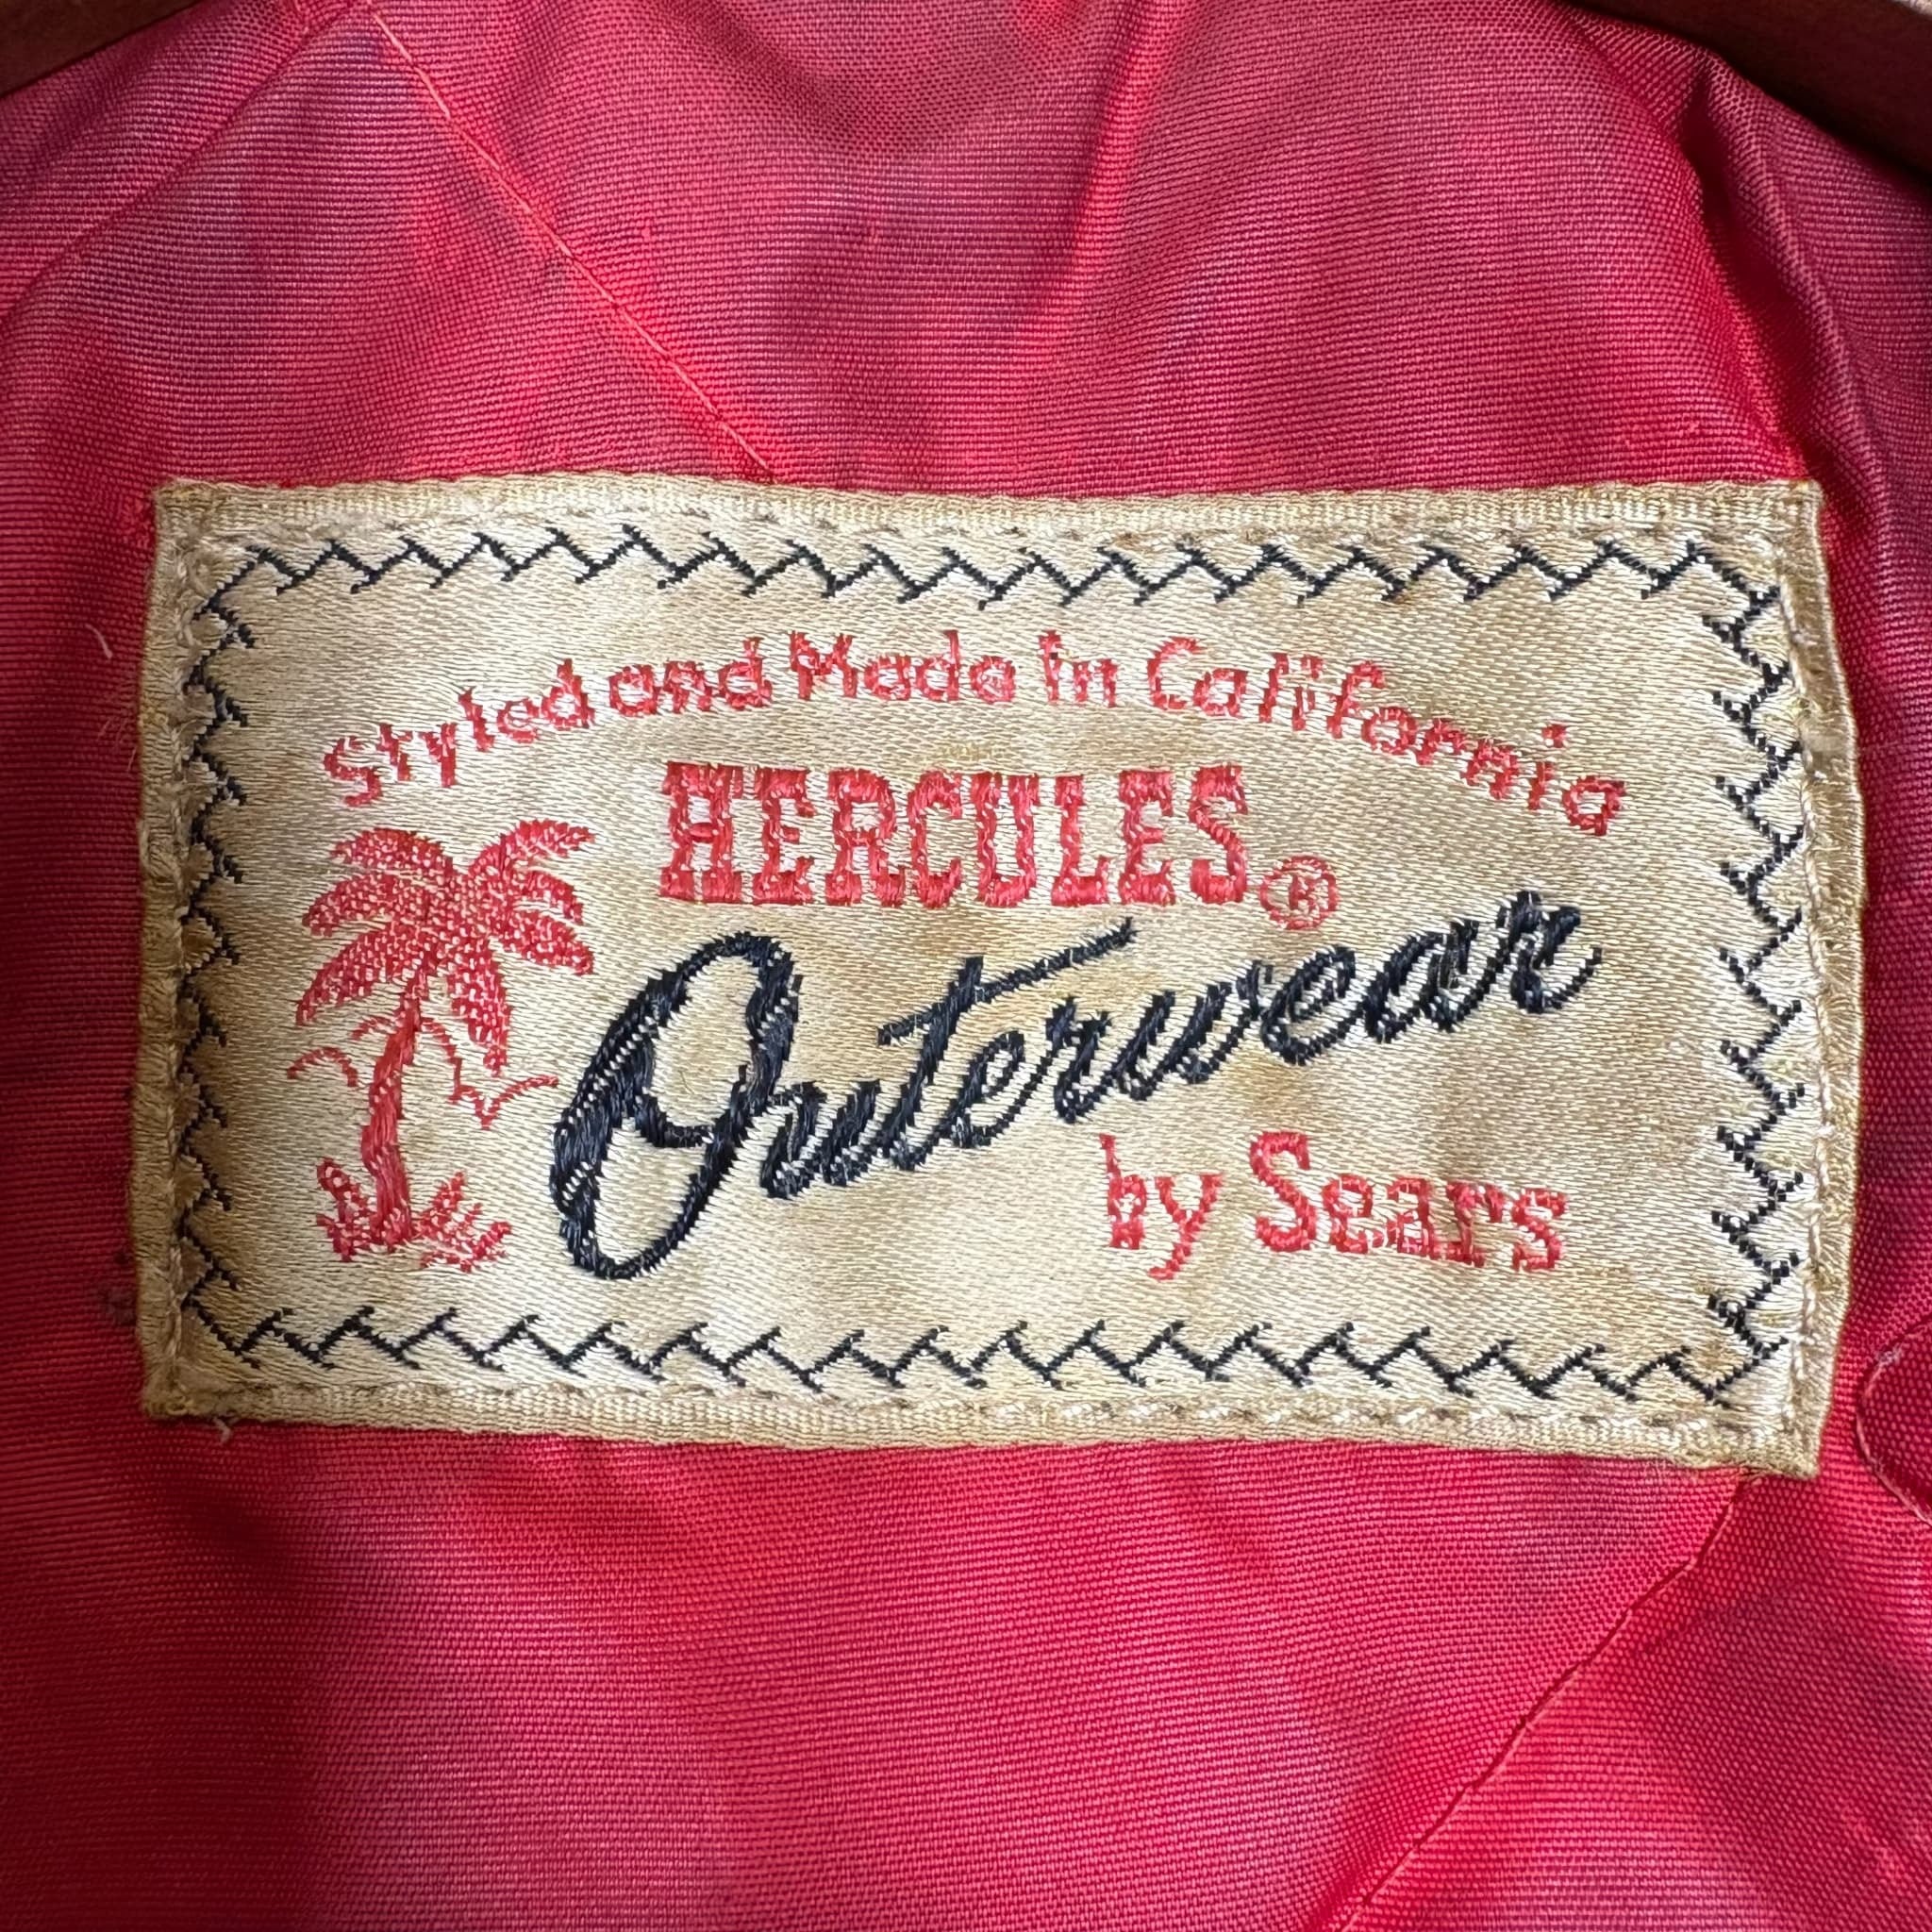 Styled and Made in California
HERCULES®
Outerwear
by Sears